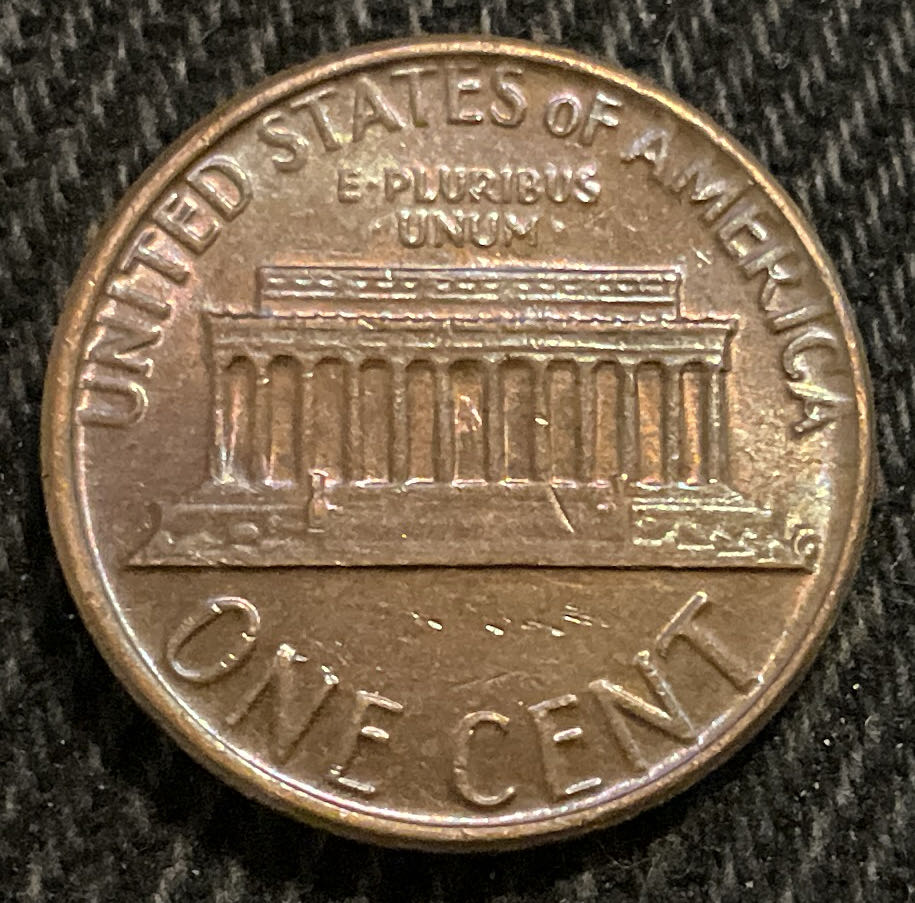 UNITED STATES OF AMERICA
E·PLURIBUS
·UNUM·
ONE CENT